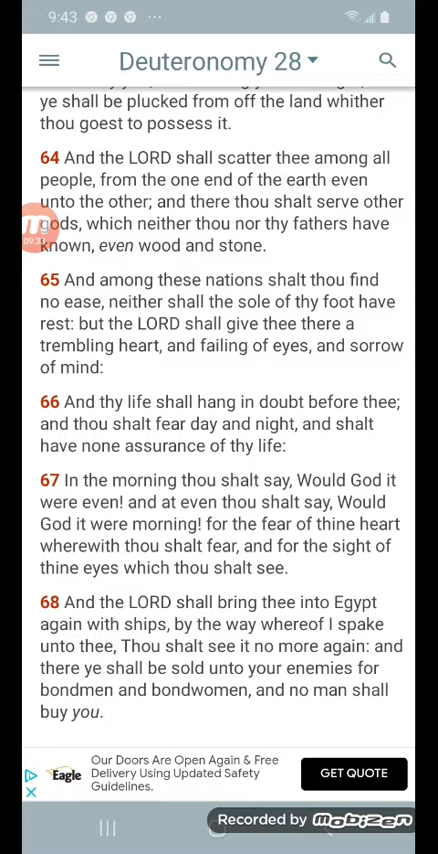 9:43
Deuteronomy 28
ye shall be plucked from off the land whither
thou goest to possess it.
64 And the LORD shall scatter thee among all
people, from the one end of the earth even
unto the other; and there thou shalt serve other
gods, which neither thou nor thy fathers have
known, even wood and stone.
09:33
65 And among these nations shalt thou find
no ease, neither shall the sole of thy foot have
rest: but the LORD shall give thee there a
trembling heart, and failing of eyes, and sorrow
of mind:
66 And thy life shall hang in doubt before thee;
and thou shalt fear day and night, and shalt
have none assurance of thy life:
67 In the morning thou shalt say, Would God it
were even! and at even thou shalt say, Would
God it were morning! for the fear of thine heart
wherewith thou shalt fear, and for the sight of
thine eyes which thou shalt see.
68 And the LORD shall bring thee into Egypt
again with ships, by the way whereof I spake
unto thee, Thou shalt see it no more again: and
there ye shall be sold unto your enemies for
bondmen and bondwomen, and no man shall
buy you.
Eagle
Our Doors Are Open Again & Free
Delivery Using Updated Safety
Guidelines.
GET QUOTE
Recorded by mobizen